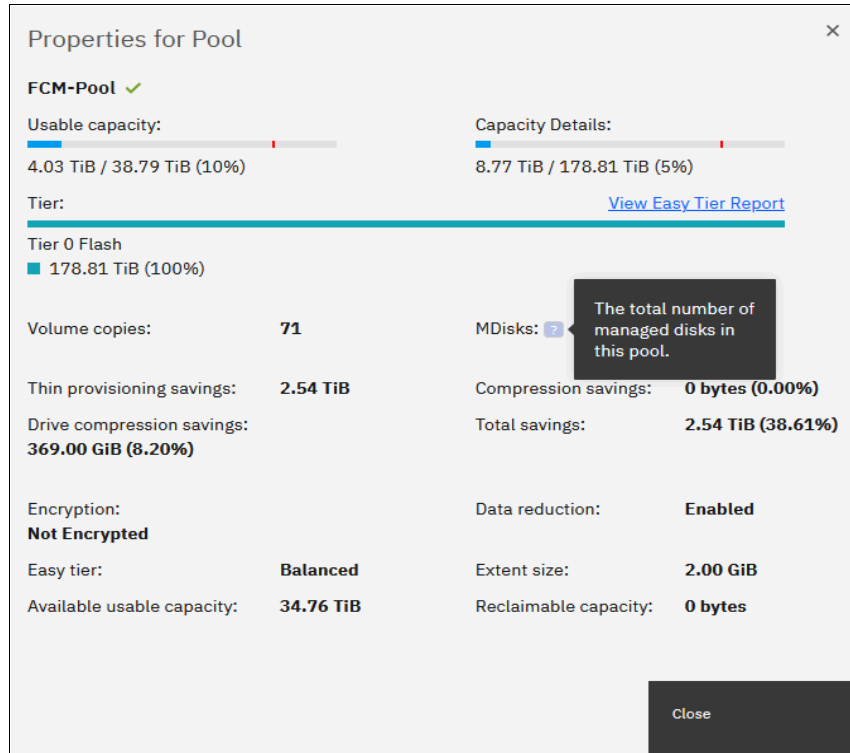 Properties for Pool
FCM-Pool
Usable capacity:
4.03 TiB / 38.79 TiB (10%)
Capacity Details:
8.77 TiB / 178.81 TiB (5%)
Tier:
View Easy Tier Report
Tier 0 Flash
178.81 TiB (100%)
Volume copies: 71
MDisks: ?
The total number of
managed disks in
this pool.
Thin provisioning savings: 2.54 TiB
Compression savings: 0 bytes (0.00%)
Drive compression savings:
369.00 GiB (8.20%)
Total savings: 2.54 TiB (38.61%)
Encryption:
Not Encrypted
Data reduction: Enabled
Easy tier: Balanced
Extent size: 2.00 GiB
Available usable capacity: 34.76 TiB
Reclaimable capacity: 0 bytes
Close